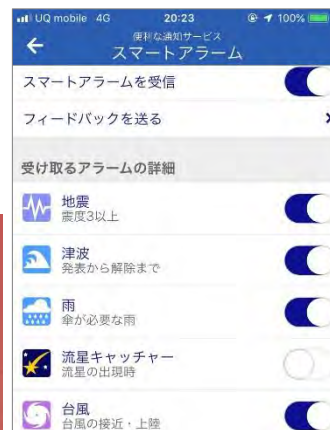 UQ mobile 4G 20:23 100%
便利な通知サービス
スマートアラーム
スマートアラームを受信
フィードバックを送る
受け取るアラームの詳細
地震
震度3以上
津波
発表から解除まで
雨
傘が必要な雨
流星キャッチャー
流星の出現時
台風
台風の接近・上陸